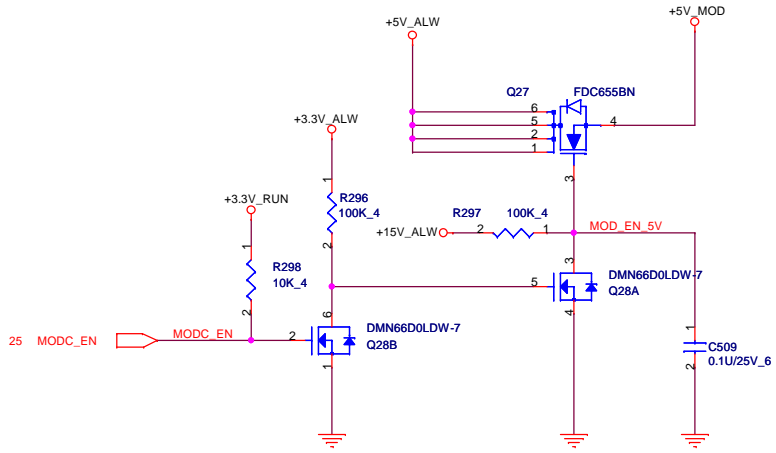 +5V_ALW
+5V_MOD
Q27
FDC655BN
6
5
2
1
4
3
+3.3V_ALW
1
R296
100K_4
2
+3.3V_RUN
1
R298
10K_4
2
R297
100K_4
+15V_ALW
2
1
MOD_EN_5V
3
DMN66D0LDW-7
Q28A
5
4
25
MODC_EN
MODC_EN
2
6
DMN66D0LDW-7
Q28B
1
1
C509
0.1U/25V_6
2